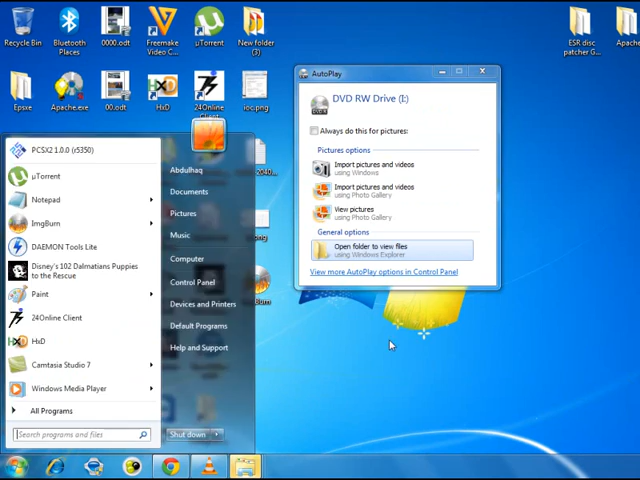 Recycle Bin
Bluetooth Places
0000.odt
Freemake Video C...
µTorrent
New folder (3)
ESR disc patcher G...
Apache
Epsxe
Apache.exe
00.odt
HxD
24Online Client
ioc.png
AutoPlay
DVD RW Drive (I:)
Always do this for pictures:
Pictures options
Import pictures and videos
using Windows
Import pictures and videos
using Photo Gallery
View pictures
using Photo Gallery
General options
Open folder to view files
using Windows Explorer
View more AutoPlay options in Control Panel
PCSX2 1.0.0 (r5350)
µTorrent
Notepad
ImgBurn
DAEMON Tools Lite
Disney's 102 Dalmatians Puppies
to the Rescue
Paint
24Online Client
HxD
Camtasia Studio 7
Windows Media Player
All Programs
Search programs and files
Abdulhaq
Documents
Pictures
Music
Computer
Control Panel
Devices and Printers
Default Programs
Help and Support
Shut down